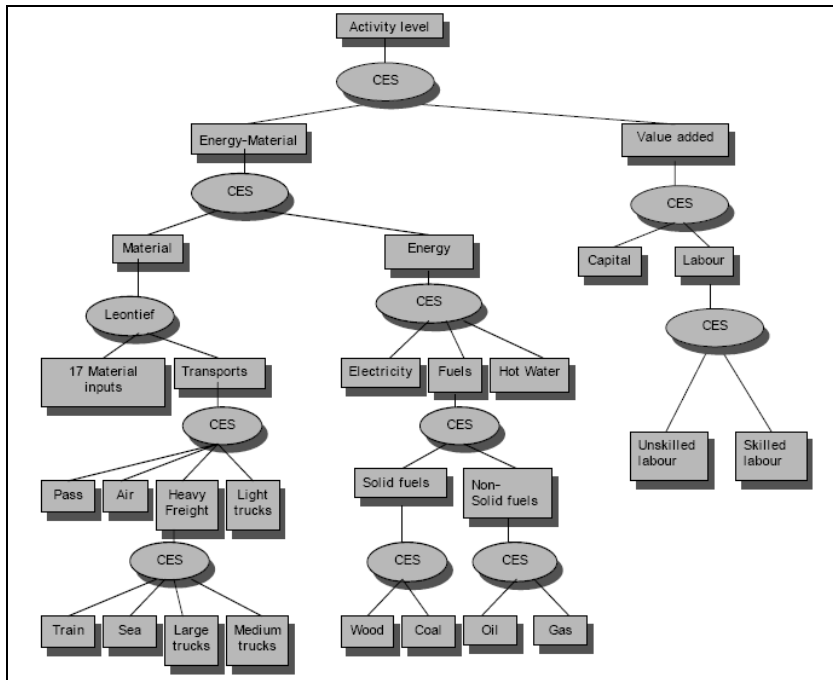 Activity level
CES
Energy-Material
Value added
CES
CES
Material
Energy
Capital
Labour
Leontief
CES
CES
17 Material
inputs
Transports
Electricity
Fuels
Hot Water
CES
CES
Unskilled
labour
Skilled
labour
Pass
Air
Heavy
Freight
Light
trucks
Solid fuels
Non-
Solid fuels
CES
CES
CES
Train
Sea
Large
trucks
Medium
trucks
Wood
Coal
Oil
Gas